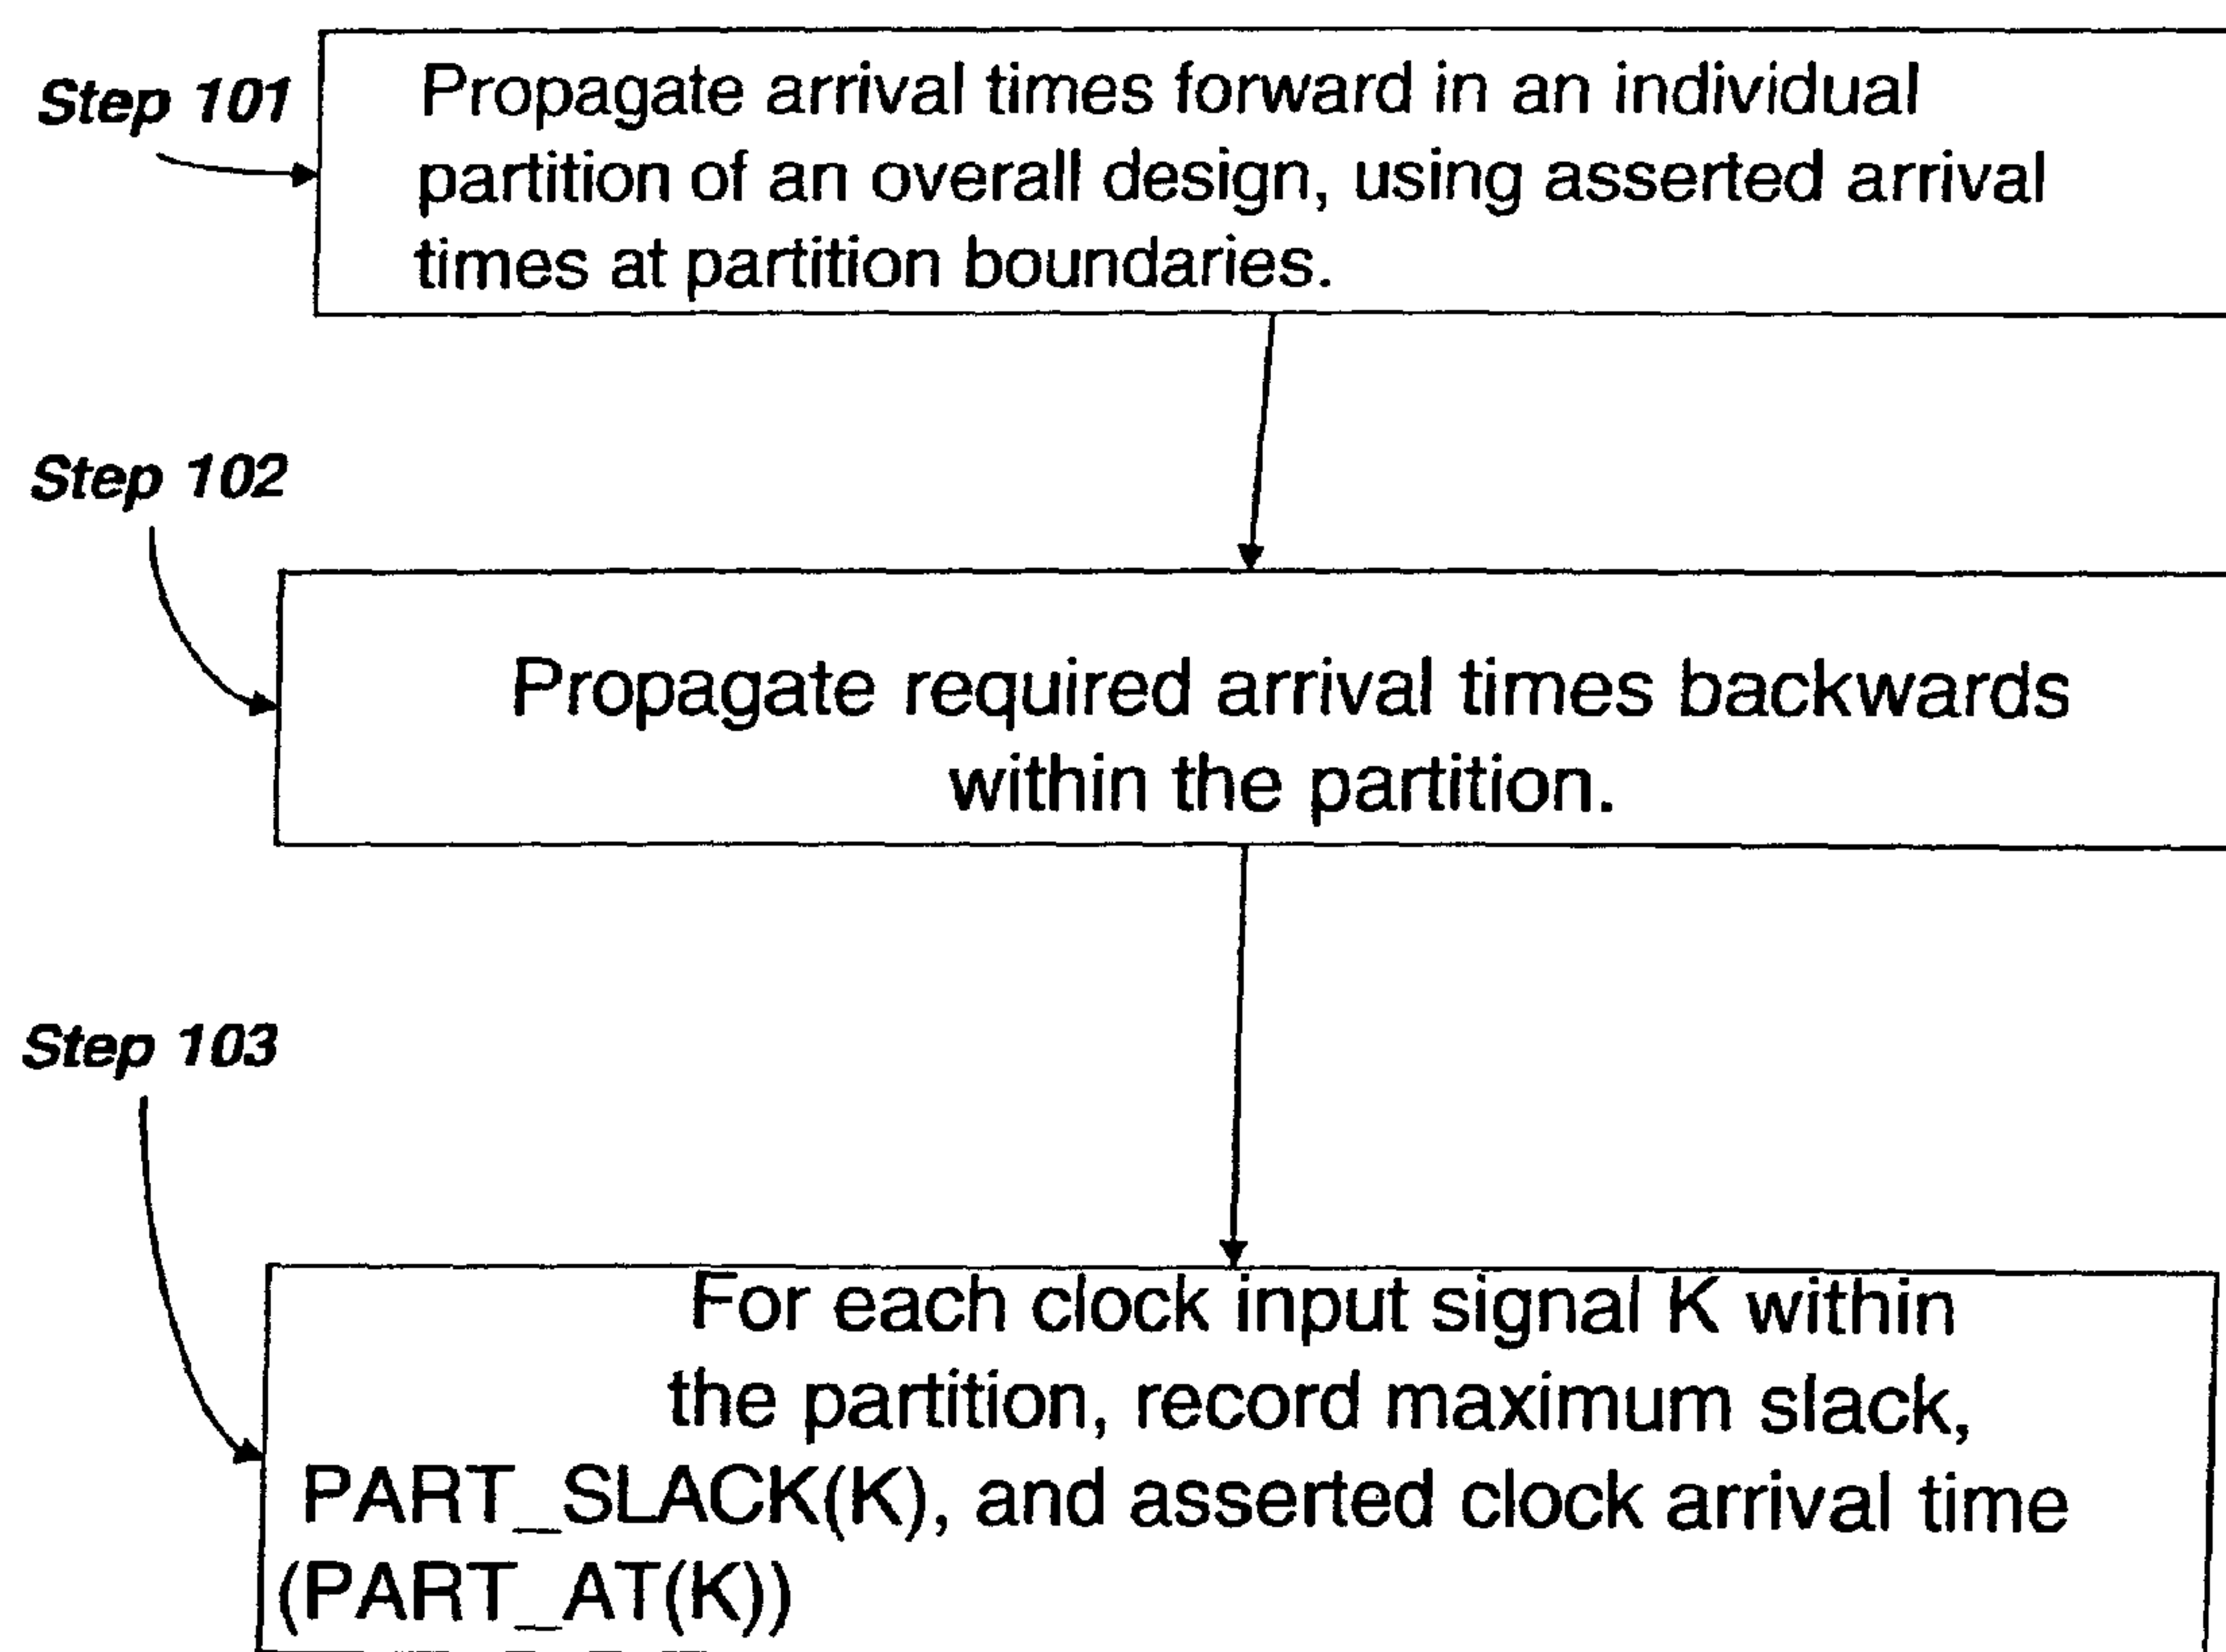 Step 101
Propagate arrival times forward in an individual
partition of an overall design, using asserted arrival
times at partition boundaries.
Step 102
Propagate required arrival times backwards
within the partition.
Step 103
For each clock input signal K within
the partition, record maximum slack,
PART_SLACK(K), and asserted clock arrival time
(PART_AT(K))